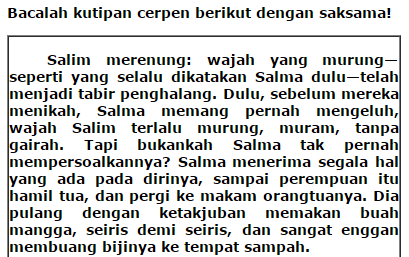 Bacalah kutipan cerpen berikut dengan saksama!
Salim merenung: wajah yang murung—
seperti yang selalu dikatakan Salma dulu—telah
menjadi tabir penghalang. Dulu, sebelum mereka
menikah, Salma memang pernah mengeluh,
wajah Salim terlalu murung, muram, tanpa
gairah. Tapi bukankah Salma tak pernah
mempersoalkannya? Salma menerima segala hal
yang ada pada dirinya, sampai perempuan itu
hamil tua, dan pergi ke makam orangtuanya. Dia
pulang dengan ketakjuban memakan buah
mangga, seiris demi seiris, dan sangat enggan
membuang bijinya ke tempat sampah.